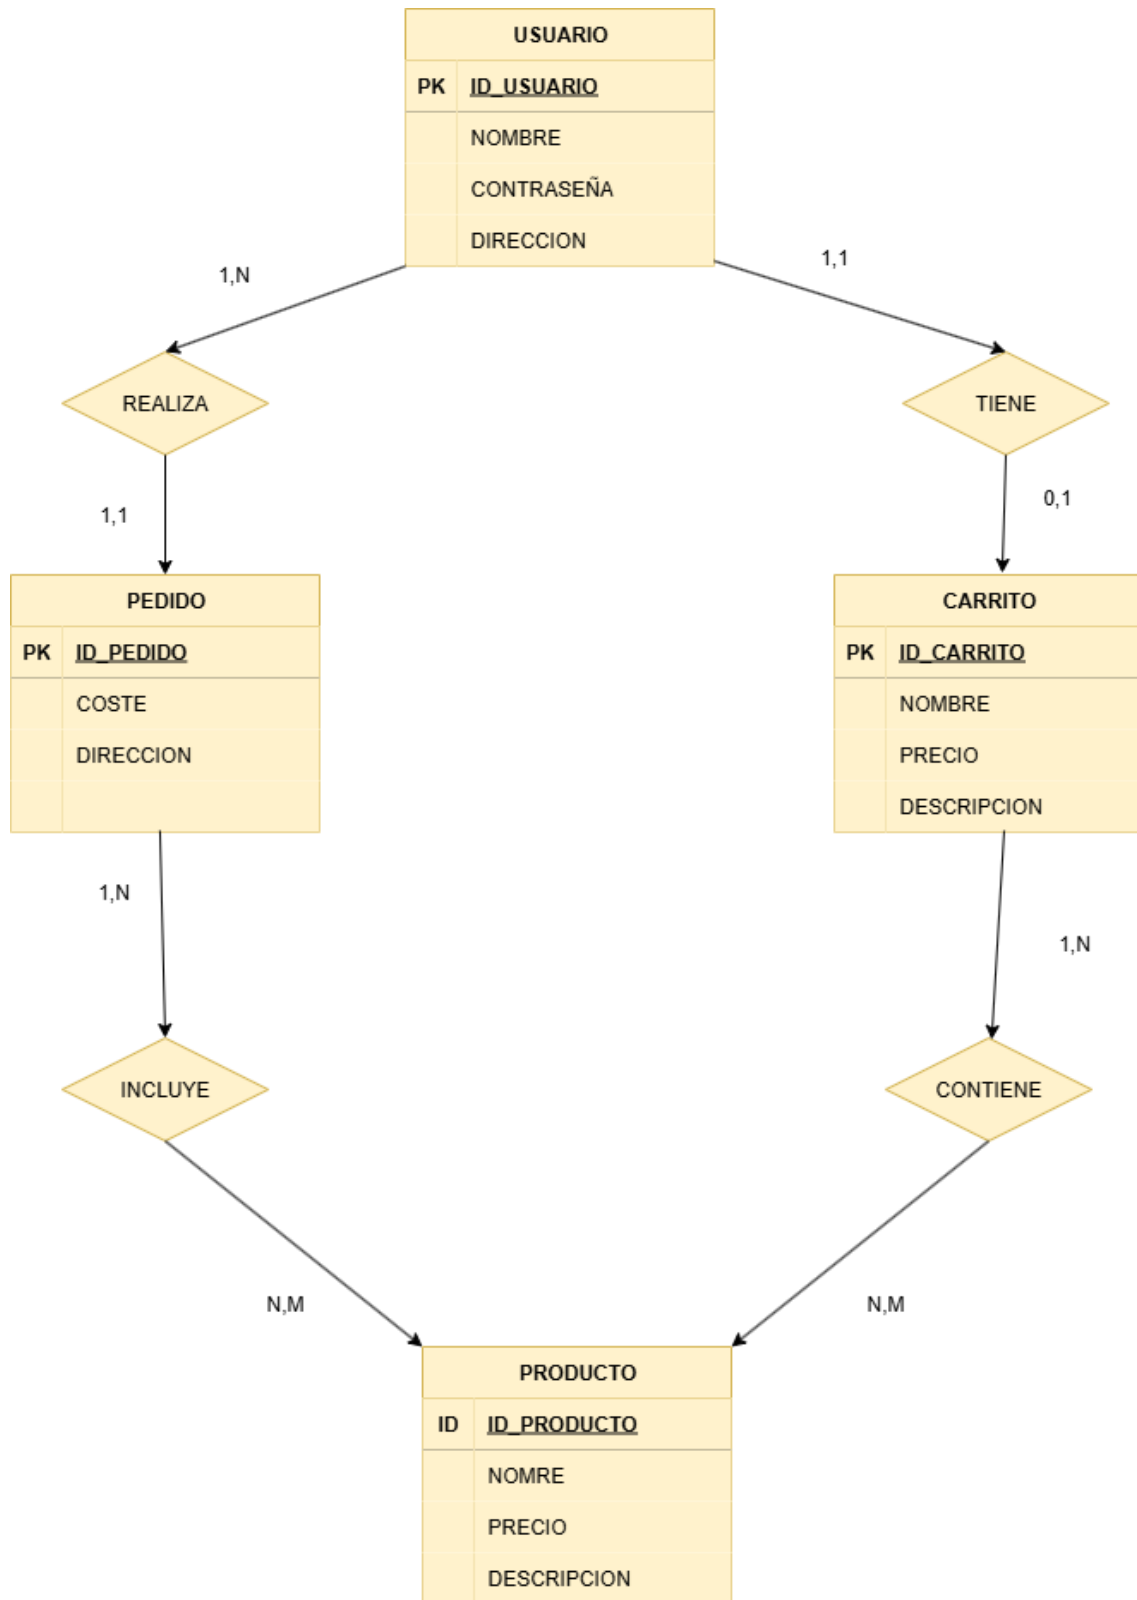 USUARIO
PK ID_USUARIO
NOMBRE
CONTRASEÑA
DIRECCION
1,N
1,1
REALIZA
TIENE
1,1
0,1
PEDIDO
PK ID_PEDIDO
COSTE
DIRECCION
CARRITO
PK ID_CARRITO
NOMBRE
PRECIO
DESCRIPCION
1,N
1,N
INCLUYE
CONTIENE
N,M
N,M
PRODUCTO
ID ID_PRODUCTO
NOMRE
PRECIO
DESCRIPCION